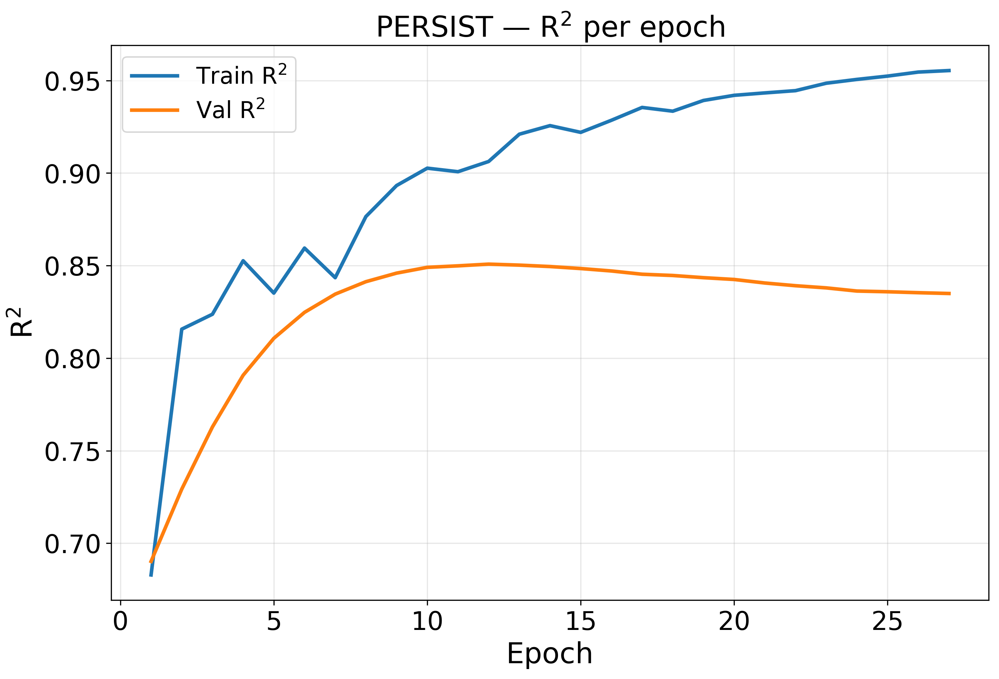 PERSIST — R² per epoch
Train R²
Val R²
R²
0.95
0.90
0.85
0.80
0.75
0.70
0 5 10 15 20 25
Epoch